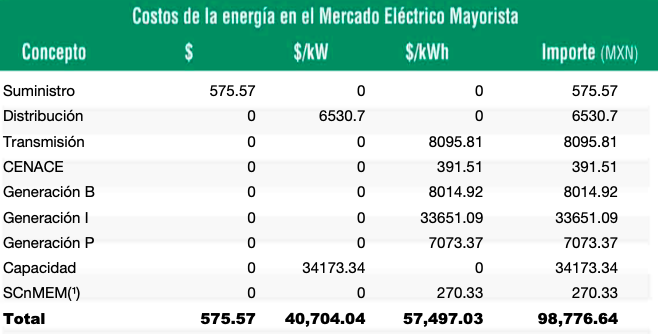 Costos de la energía en el Mercado Eléctrico Mayorista
Concepto $ $/kW $/kWh Importe (MXN)
Suministro 575.57 0 0 575.57
Distribución 0 6530.7 0 6530.7
Transmisión 0 0 8095.81 8095.81
CENACE 0 0 391.51 391.51
Generación B 0 0 8014.92 8014.92
Generación I 0 0 33651.09 33651.09
Generación P 0 0 7073.37 7073.37
Capacidad 0 34173.34 0 34173.34
SCnMEM(¹) 0 0 270.33 270.33
Total 575.57 40,704.04 57,497.03 98,776.64